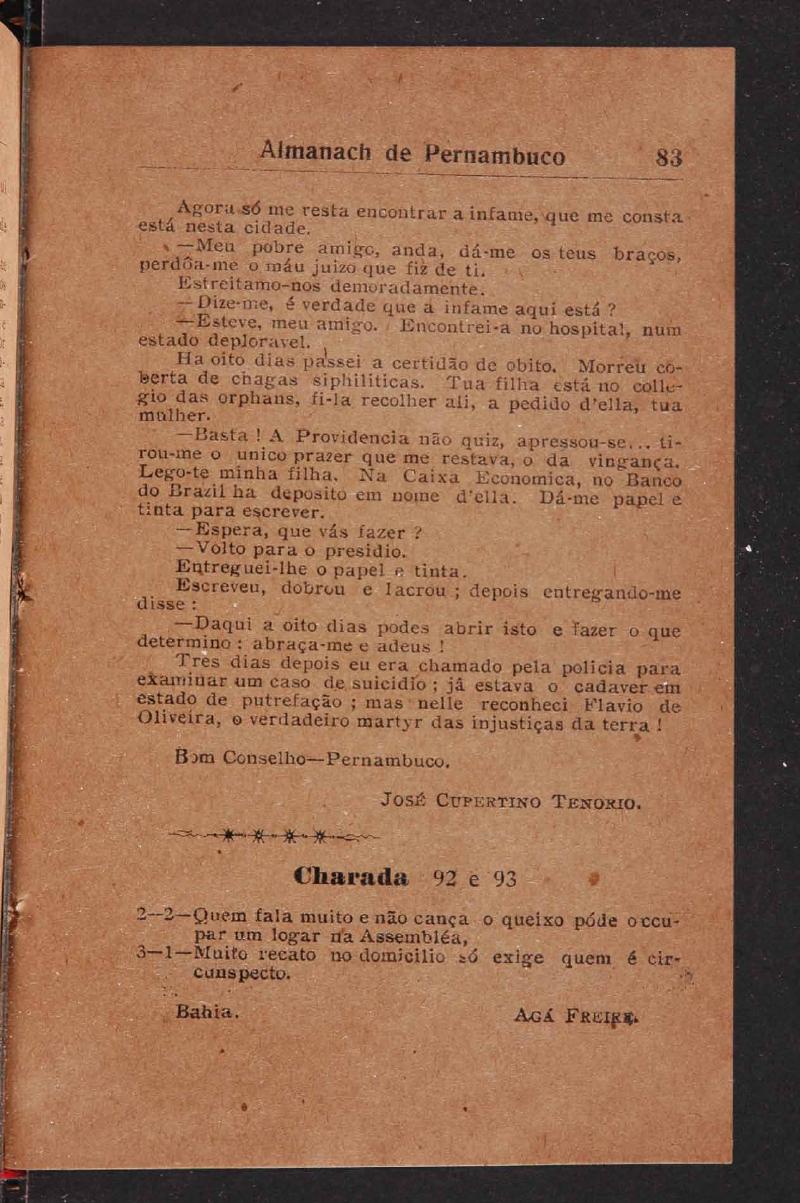 Almanach de Pernambuco 83
Agora só me resta encontrar a infame, que me consta
está nesta cidade.
—Meu pobre amigo, anda, dá-me os teus braços,
perdôa-me o máu juizo que fiz de ti.
Estreitamo-nos demoradamente.
—Dize-me, é verdade que a infame aqui está ?
—Esteve, meu amigo. Encontrei-a no hospital, num
estado deploravel.
Ha oito dias passei a certidão de obito. Morreu co-
berta de chagas siphiliticas. Tua filha está no colle-
gio das orphans, fi-la recolher ali, a pedido d'ella, tua
mulher.
—Basta ! A Providencia não quiz, apressou-se... ti-
rou-me o unico prazer que me restava, o da vingança.
Lego-te minha filha. Na Caixa Economica, no Banco
do Brazil ha deposito em nome d'ella. Dá-me papel e
tinta para escrever.
—Espera, que vás fazer ?
—Volto para o presidio.
Entreguei-lhe o papel e tinta.
Escreveu, dobrou e lacrou ; depois entregando-me
disse :
—Daqui a oito dias podes abrir isto e fazer o que
determino : abraça-me e adeus !
Tres dias depois eu era chamado pela policia para
examinar um caso de suicidio ; já estava o cadaver em
estado de putrefação ; mas nelle reconheci Flavio de
Oliveira, o verdadeiro martyr das injustiças da terra !
Bom Conselho—Pernambuco.
JOSÉ CUPERTINO TENORIO.
Charada 92 e 93
2—2—Quem fala muito e não cança o queixo póde occu-
par um logar na Assembléa,
3—1—Muito recato no domicilio só exige quem é cir-
cunspecto.
Bahia.
AGÁ FREIRE.